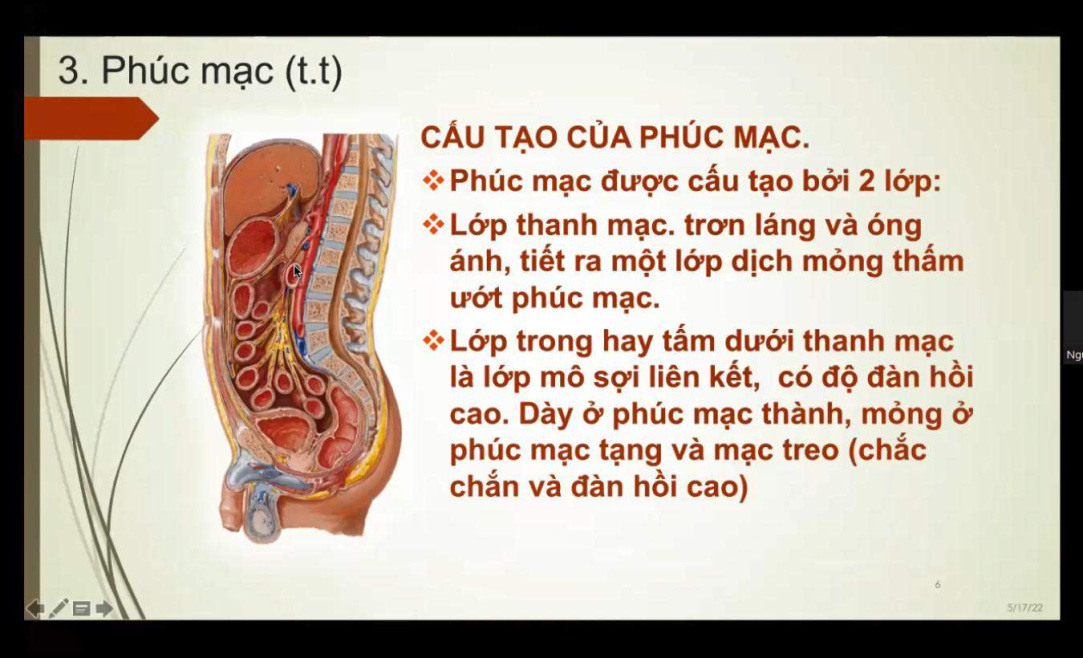 3. Phúc mạc (t.t)
CẤU TẠO CỦA PHÚC MẠC.
Phúc mạc được cấu tạo bởi 2 lớp:
Lớp thanh mạc. trơn láng và óng
ánh, tiết ra một lớp dịch mỏng thấm
ướt phúc mạc.
Lớp trong hay tấm dưới thanh mạc
là lớp mô sợi liên kết, có độ đàn hồi
cao. Dày ở phúc mạc thành, mỏng ở
phúc mạc tạng và mạc treo (chắc
chắn và đàn hồi cao)
6
5/17/22